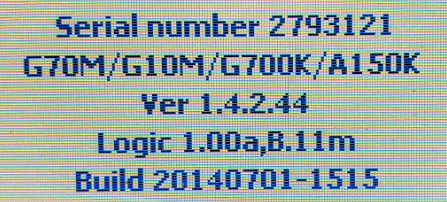 Serial number 2793121
G70M/G10M/G700K/A150K
Ver 1.4.2.44
Logic 1.00a,B.11m
Build 20140701-1515